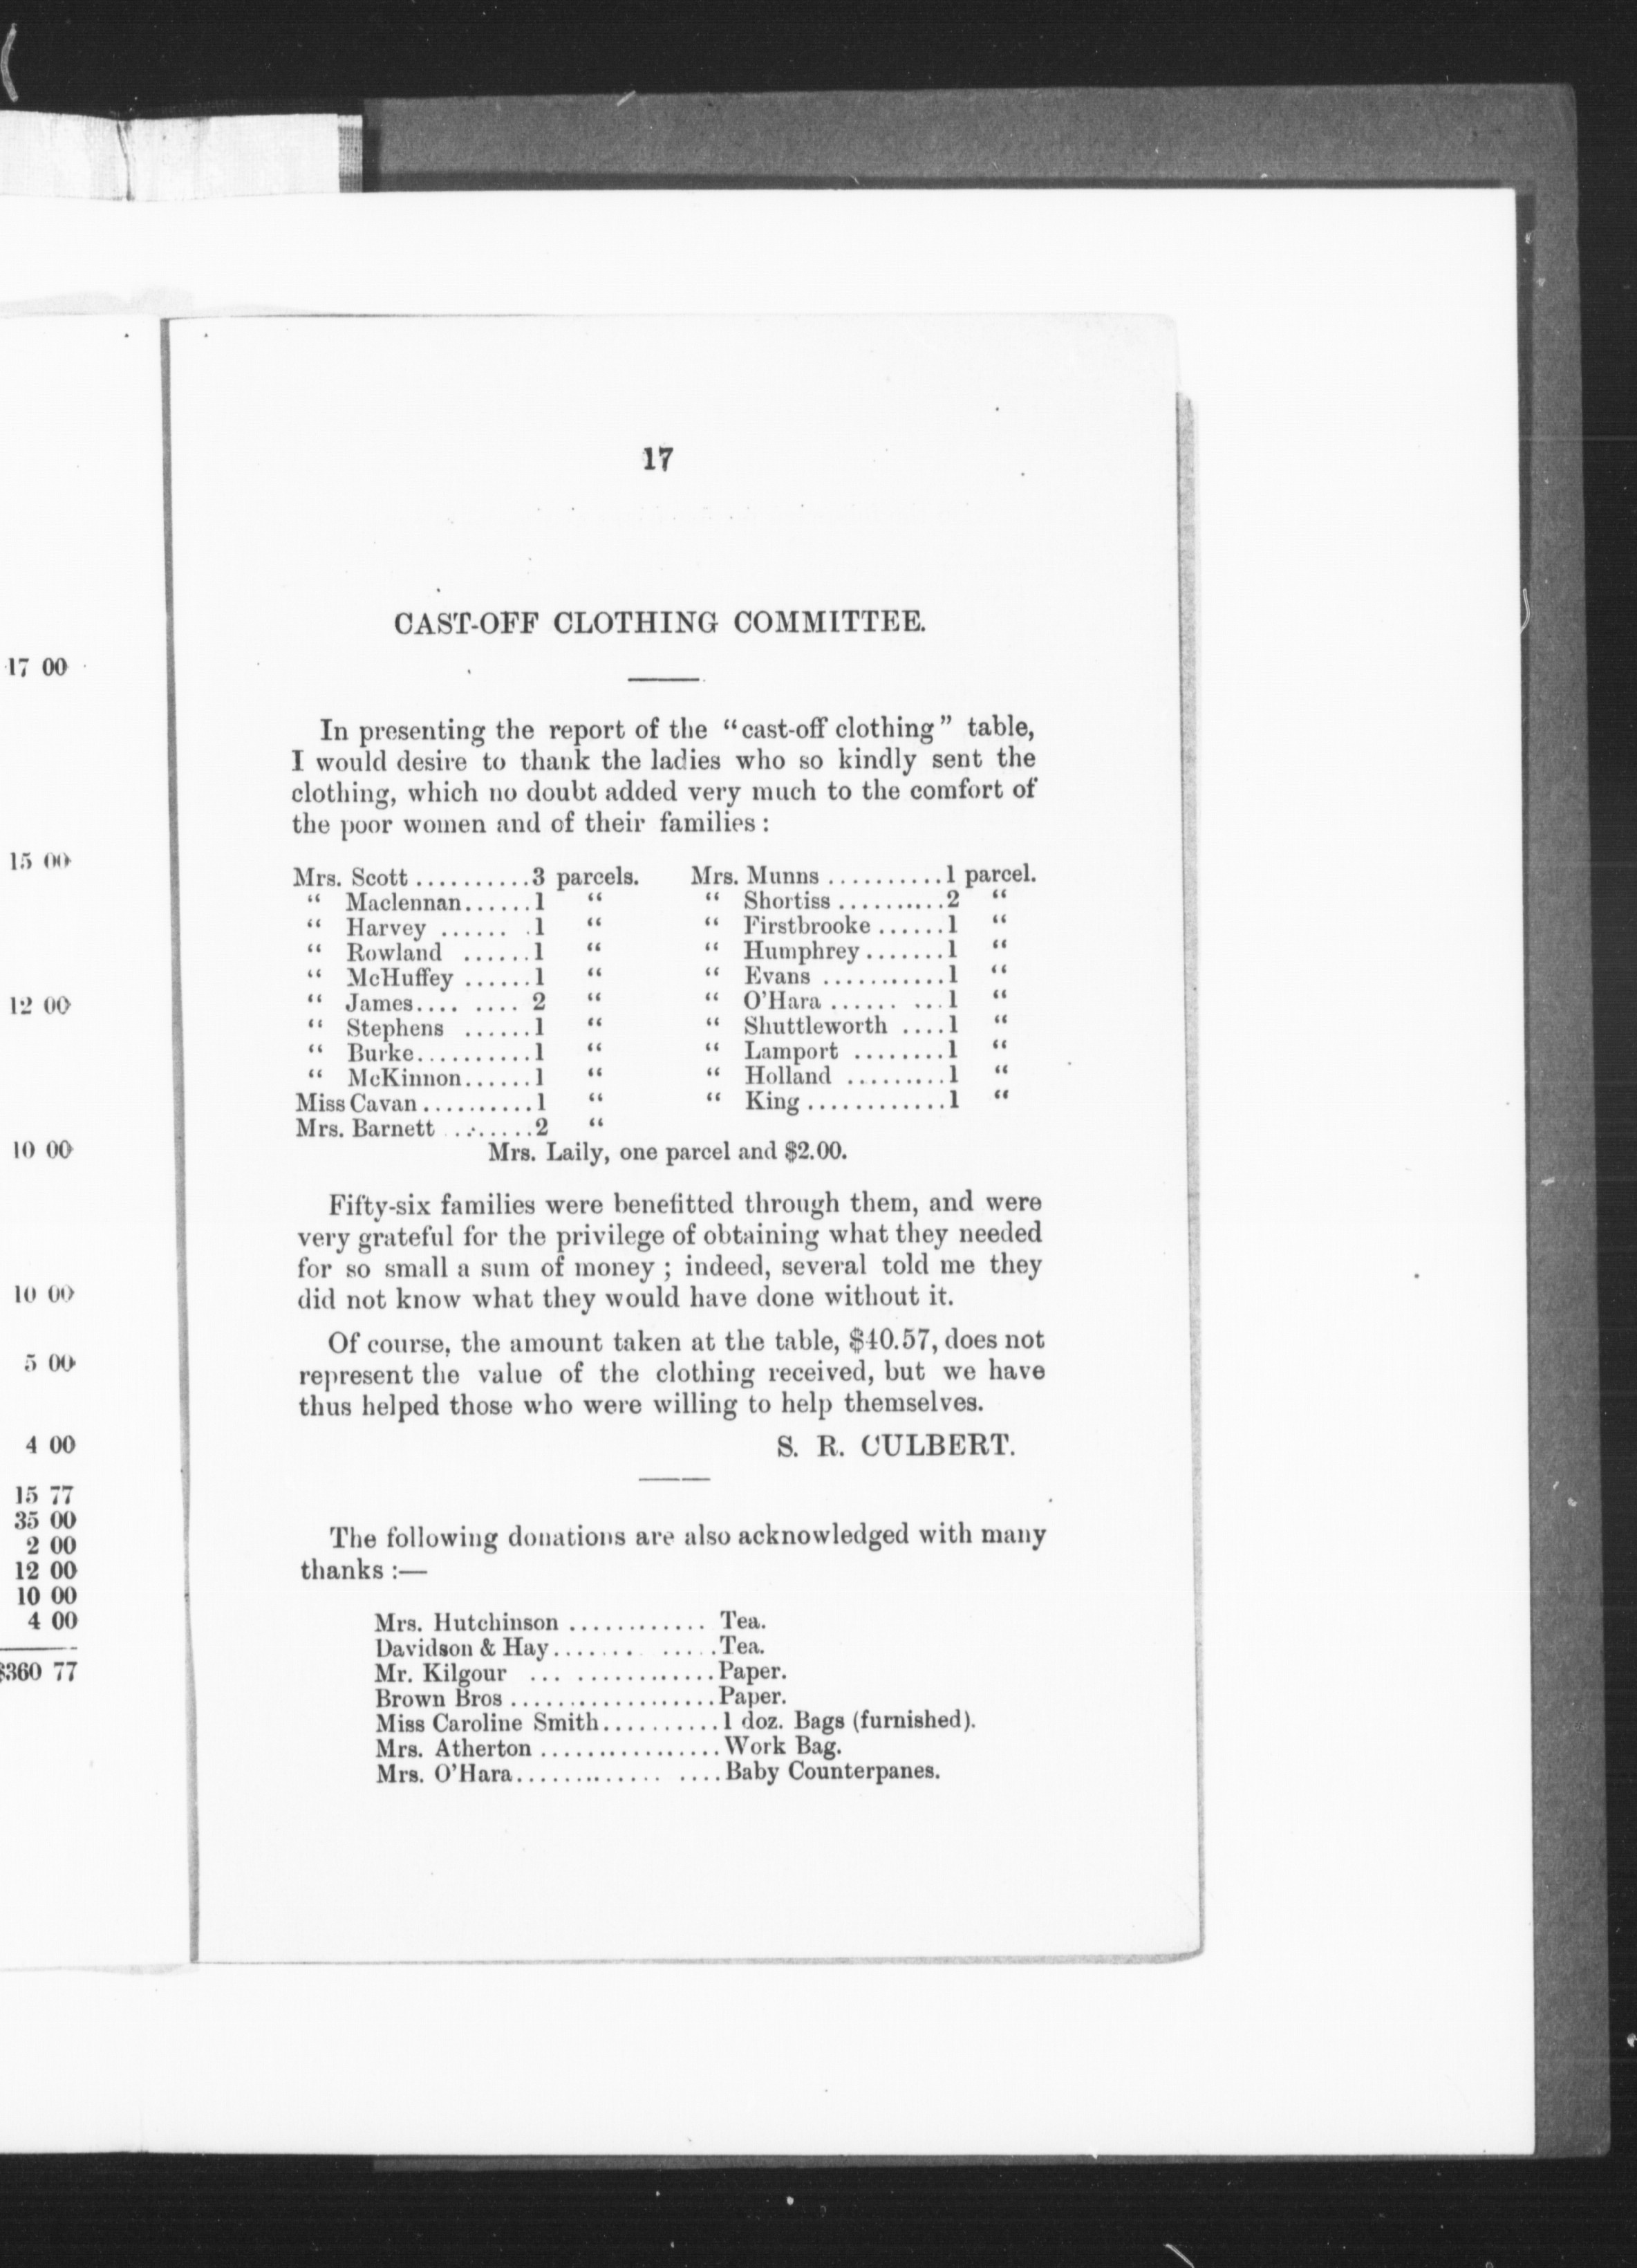 17 00
15 00
12 00
10 00
10 00
5 00
4 00
15 77
35 00
2 00
12 00
10 00
4 00
$360 77
17
CAST-OFF CLOTHING COMMITTEE.
In presenting the report of the “cast-off clothing” table,
I would desire to thank the ladies who so kindly sent the
clothing, which no doubt added very much to the comfort of
the poor women and of their families :
Mrs. Scott ..........3 parcels.
“ Maclennan......1 “
“ Harvey ...... .1 “
“ Rowland ......1 “
“ McHuffey ......1 “
“ James.... .... 2 “
“ Stephens ......1 “
“ Burke..........1 “
“ McKinnon......1 “
Miss Cavan..........1 “
Mrs. Barnett ........2 “
Mrs. Munns ..........1 parcel.
“ Shortiss ..........2 “
“ Firstbrooke ......1 “
“ Humphrey.......1 “
“ Evans ...........1 “
“ O'Hara ...... ...1 “
“ Shuttleworth ....1 “
“ Lamport ........1 “
“ Holland .........1 “
“ King ............1 “
Mrs. Laily, one parcel and $2.00.
Fifty-six families were benefitted through them, and were
very grateful for the privilege of obtaining what they needed
for so small a sum of money ; indeed, several told me they
did not know what they would have done without it.
Of course, the amount taken at the table, $40.57, does not
represent the value of the clothing received, but we have
thus helped those who were willing to help themselves.
S. R. CULBERT.
The following donations are also acknowledged with many
thanks :—
Mrs. Hutchinson ............ Tea.
Davidson & Hay....... .....Tea.
Mr. Kilgour ... ............Paper.
Brown Bros ..................Paper.
Miss Caroline Smith..........1 doz. Bags (furnished).
Mrs. Atherton ................Work Bag.
Mrs. O'Hara............. ....Baby Counterpanes.